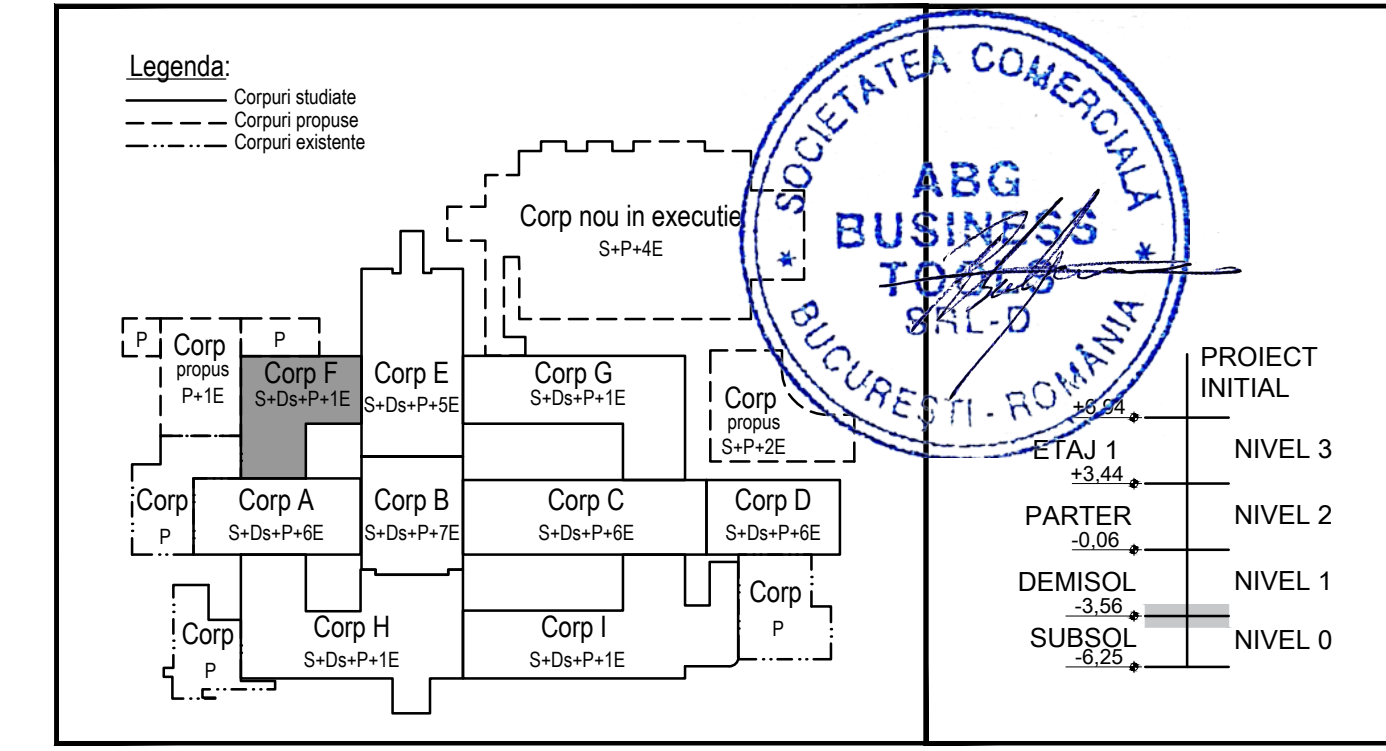 Legenda:
Corpuri studiate
Corpuri propuse
Corpuri existente
Corp nou in executie
S+P+4E
P
Corp
propus
P+1E
P
Corp F
S+Ds+P+1E
Corp E
S+Ds+P+5E
Corp G
S+Ds+P+1E
Corp
propus
S+P+2E
Corp
P
Corp A
S+Ds+P+6E
Corp B
S+Ds+P+7E
Corp C
S+Ds+P+6E
Corp D
S+Ds+P+6E
Corp
P
Corp H
S+Ds+P+1E
Corp I
S+Ds+P+1E
Corp
P
SOCIETATEA COMERCIALĂ
ABG
BUSINESS
TOOLS
SRL-D
* BUCUREȘTI - ROMÂNIA *
PROIECT
INITIAL
+6,94
ETAJ 1
NIVEL 3
+3,44
PARTER
NIVEL 2
-0,06
DEMISOL
NIVEL 1
-3,56
SUBSOL
NIVEL 0
-6,25